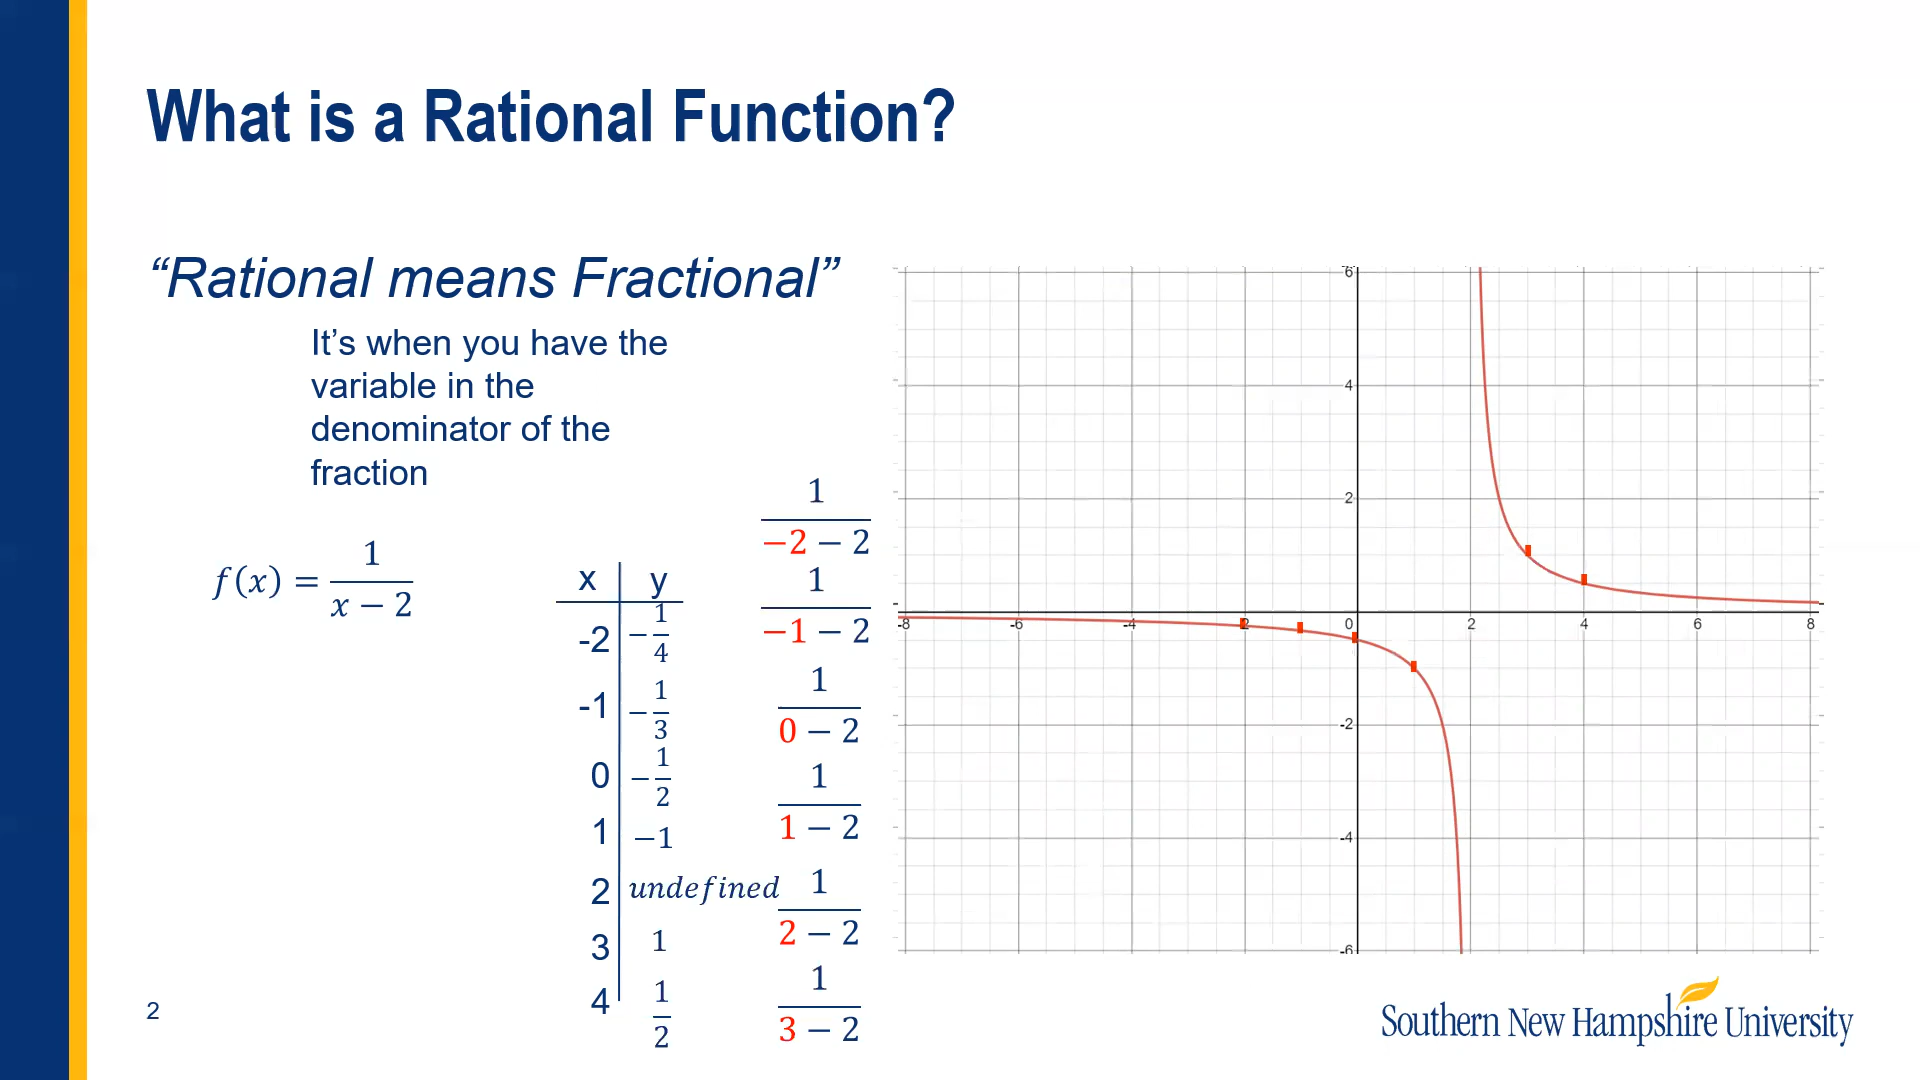 What is a Rational Function?
“Rational means Fractional”
It’s when you have the
variable in the
denominator of the
fraction
f(x) = 1/(x − 2)
x y
-2 −1/4
-1 −1/3
0 −1/2
1 −1
2 undefined
3 1
4 1/2
1/(−2 − 2)
1/(−1 − 2)
1/(0 − 2)
1/(1 − 2)
1/(2 − 2)
1/(3 − 2)
6
4
2
-8 -6 -4 -2 0 2 4 6 8
-2
-4
-6
2
Southern New Hampshire University